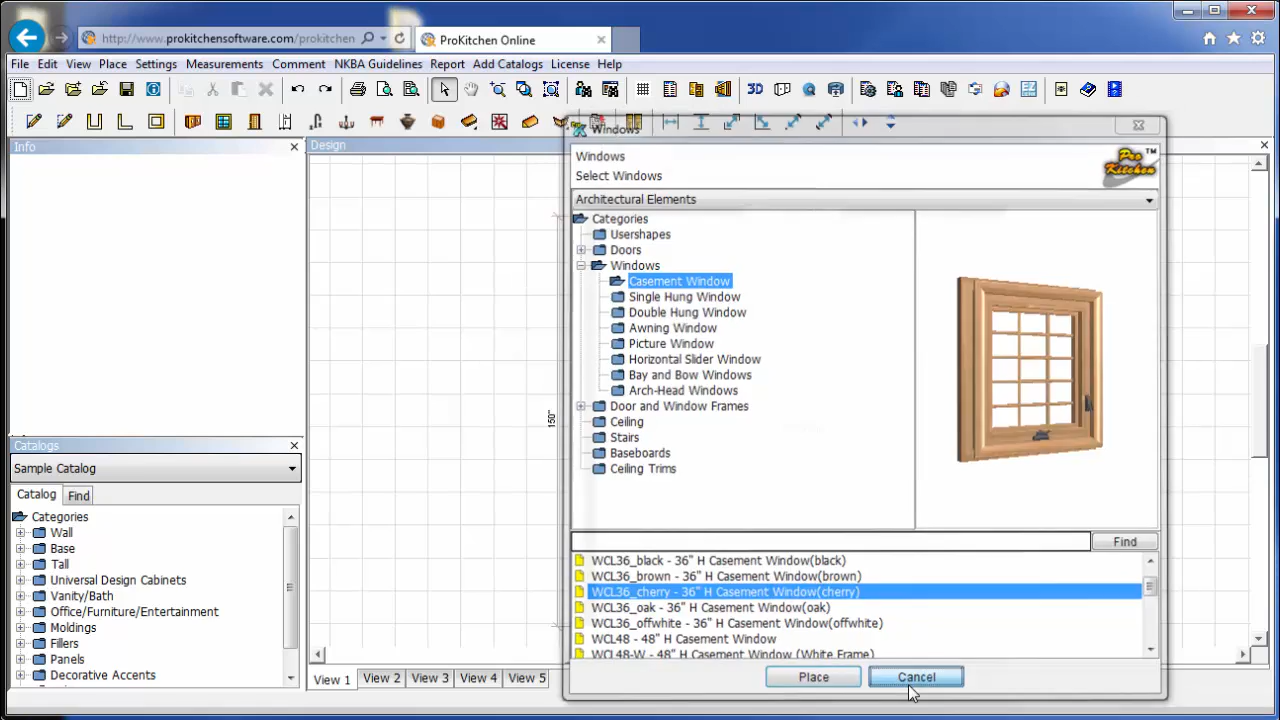 http://www.prokitchensoftware.com/prokitchen
ProKitchen Online
File Edit View Place Settings Measurements Comment NKBA Guidelines Report Add Catalogs License Help
3D
EZ
Info
Design
Windows
Windows
Select Windows
Pro Kitchen™
Architectural Elements
Categories
Usershapes
Doors
Windows
Casement Window
Single Hung Window
Double Hung Window
Awning Window
Picture Window
Horizontal Slider Window
Bay and Bow Windows
Arch-Head Windows
Door and Window Frames
Ceiling
Stairs
Baseboards
Ceiling Trims
150"
Find
WCL36_black - 36" H Casement Window(black)
WCL36_brown - 36" H Casement Window(brown)
WCL36_cherry - 36" H Casement Window(cherry)
WCL36_oak - 36" H Casement Window(oak)
WCL36_offwhite - 36" H Casement Window(offwhite)
WCL48 - 48" H Casement Window
WCL48-W - 48" H Casement Window (White Frame)
Place Cancel
Catalogs
Sample Catalog
Catalog Find
Categories
Wall
Base
Tall
Universal Design Cabinets
Vanity/Bath
Office/Furniture/Entertainment
Moldings
Fillers
Panels
Decorative Accents
View 1 View 2 View 3 View 4 View 5